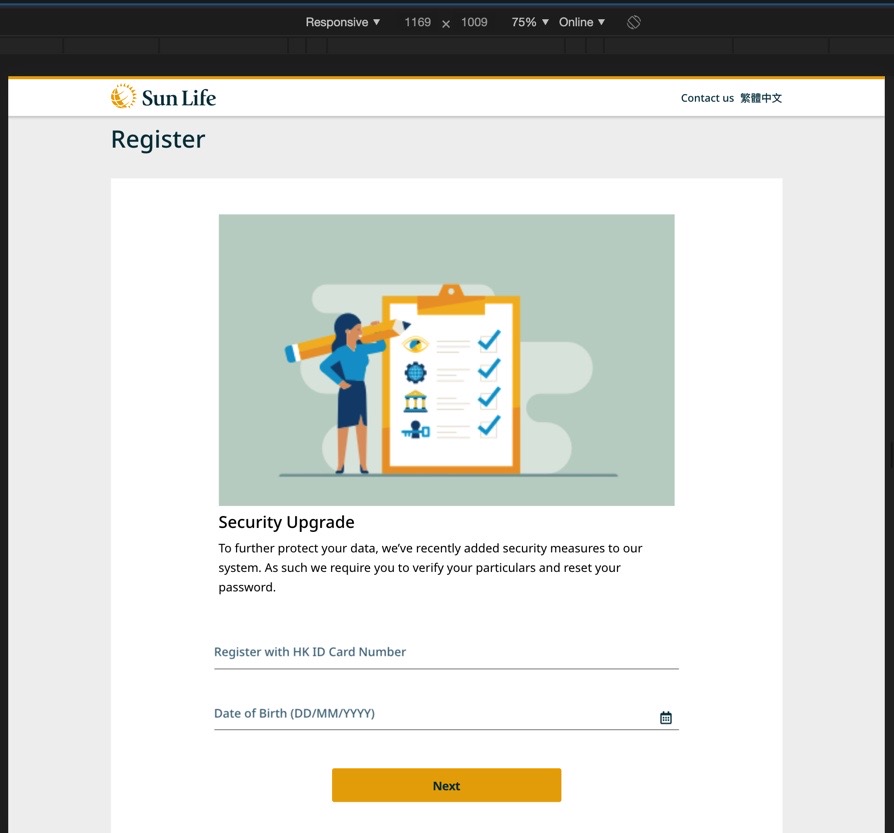 Responsive ▼ 1169 × 1009 75% ▼ Online ▼
Sun Life
Contact us 繁體中文
Register
Security Upgrade
To further protect your data, we’ve recently added security measures to our
system. As such we require you to verify your particulars and reset your
password.
Register with HK ID Card Number
Date of Birth (DD/MM/YYYY)
Next